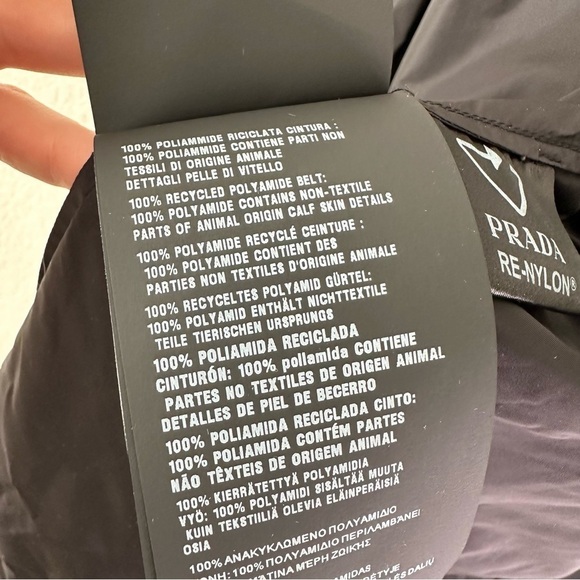 100% POLIAMMIDE RICICLATA CINTURA :
100% POLIAMMIDE CONTIENE PARTI NON
TESSILI DI ORIGINE ANIMALE
DETTAGLI PELLE DI VITELLO
100% RECYCLED POLYAMIDE BELT:
100% POLYAMIDE CONTAINS NON-TEXTILE
PARTS OF ANIMAL ORIGIN CALF SKIN DETAILS
100% POLYAMIDE RECYCLÉ CEINTURE :
100% POLYAMIDE CONTIENT DES
PARTIES NON TEXTILES D'ORIGINE ANIMALE
100% RECYCELTES POLYAMID GÜRTEL:
100% POLYAMID ENTHÄLT NICHTTEXTILE
TEILE TIERISCHEN URSPRUNGS
100% POLIAMIDA RECICLADA
CINTURÓN: 100% poliamida CONTIENE
PARTES NO TEXTILES DE ORIGEN ANIMAL
DETALLES DE PIEL DE BECERRO
100% POLIAMIDA RECICLADA CINTO:
100% POLIAMIDA CONTÉM PARTES
NÃO TÊXTEIS DE ORIGEM ANIMAL
100% KIERRÄTETTYÄ POLYAMIDIA
VYÖ: 100% POLYAMIDI SISÄLTÄÄ MUUTA
KUIN TEKSTIILIÄ OLEVIA ELÄINPERÄISIÄ
OSIA
100% ΑΝΑΚΥΚΛΩΜΕΝΟ ΠΟΛΥΑΜΙΔΙΟ
100% ΠΟΛΥΑΜΙΔΙΟ ΠΕΡΙΛΑΜΒΑΝΕΙ
ΜΕΡΗ ΖΩΙΚΗΣ
PRADA
RE-NYLON®